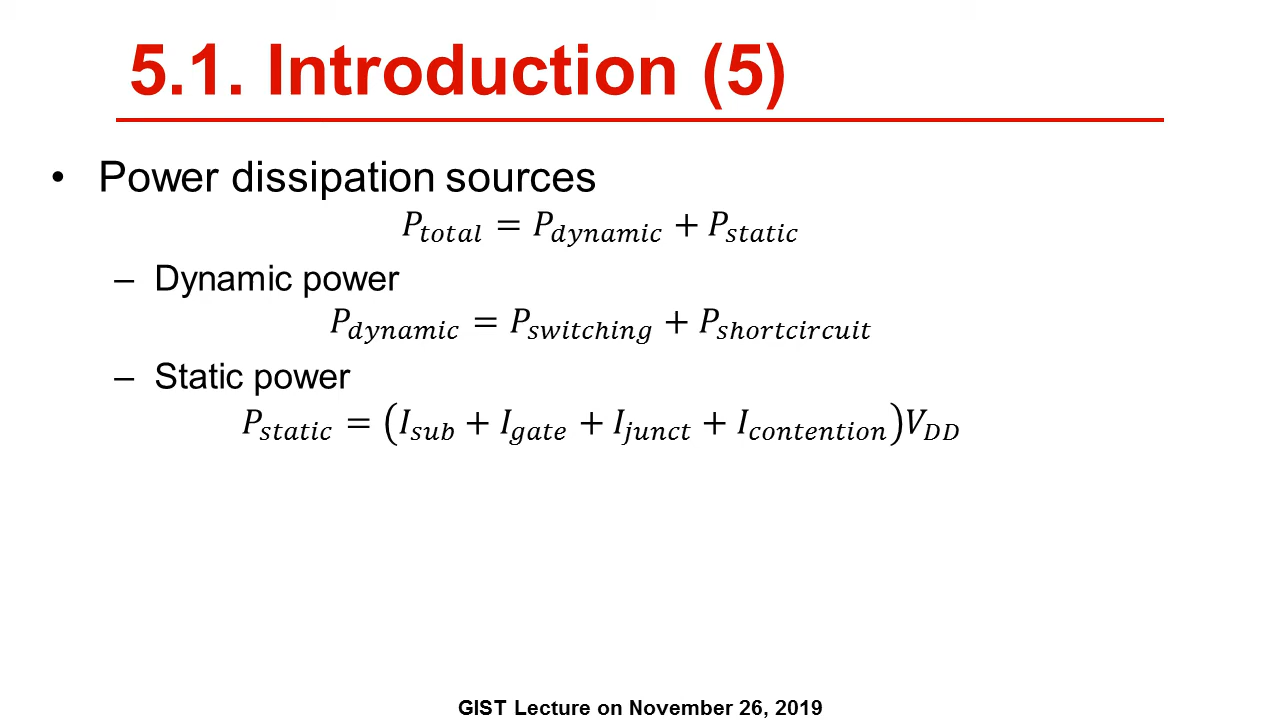 5.1. Introduction (5)
• Power dissipation sources
P_total = P_dynamic + P_static
– Dynamic power
P_dynamic = P_switching + P_shortcircuit
– Static power
P_static = (I_sub + I_gate + I_junct + I_contention)V_DD
GIST Lecture on November 26, 2019